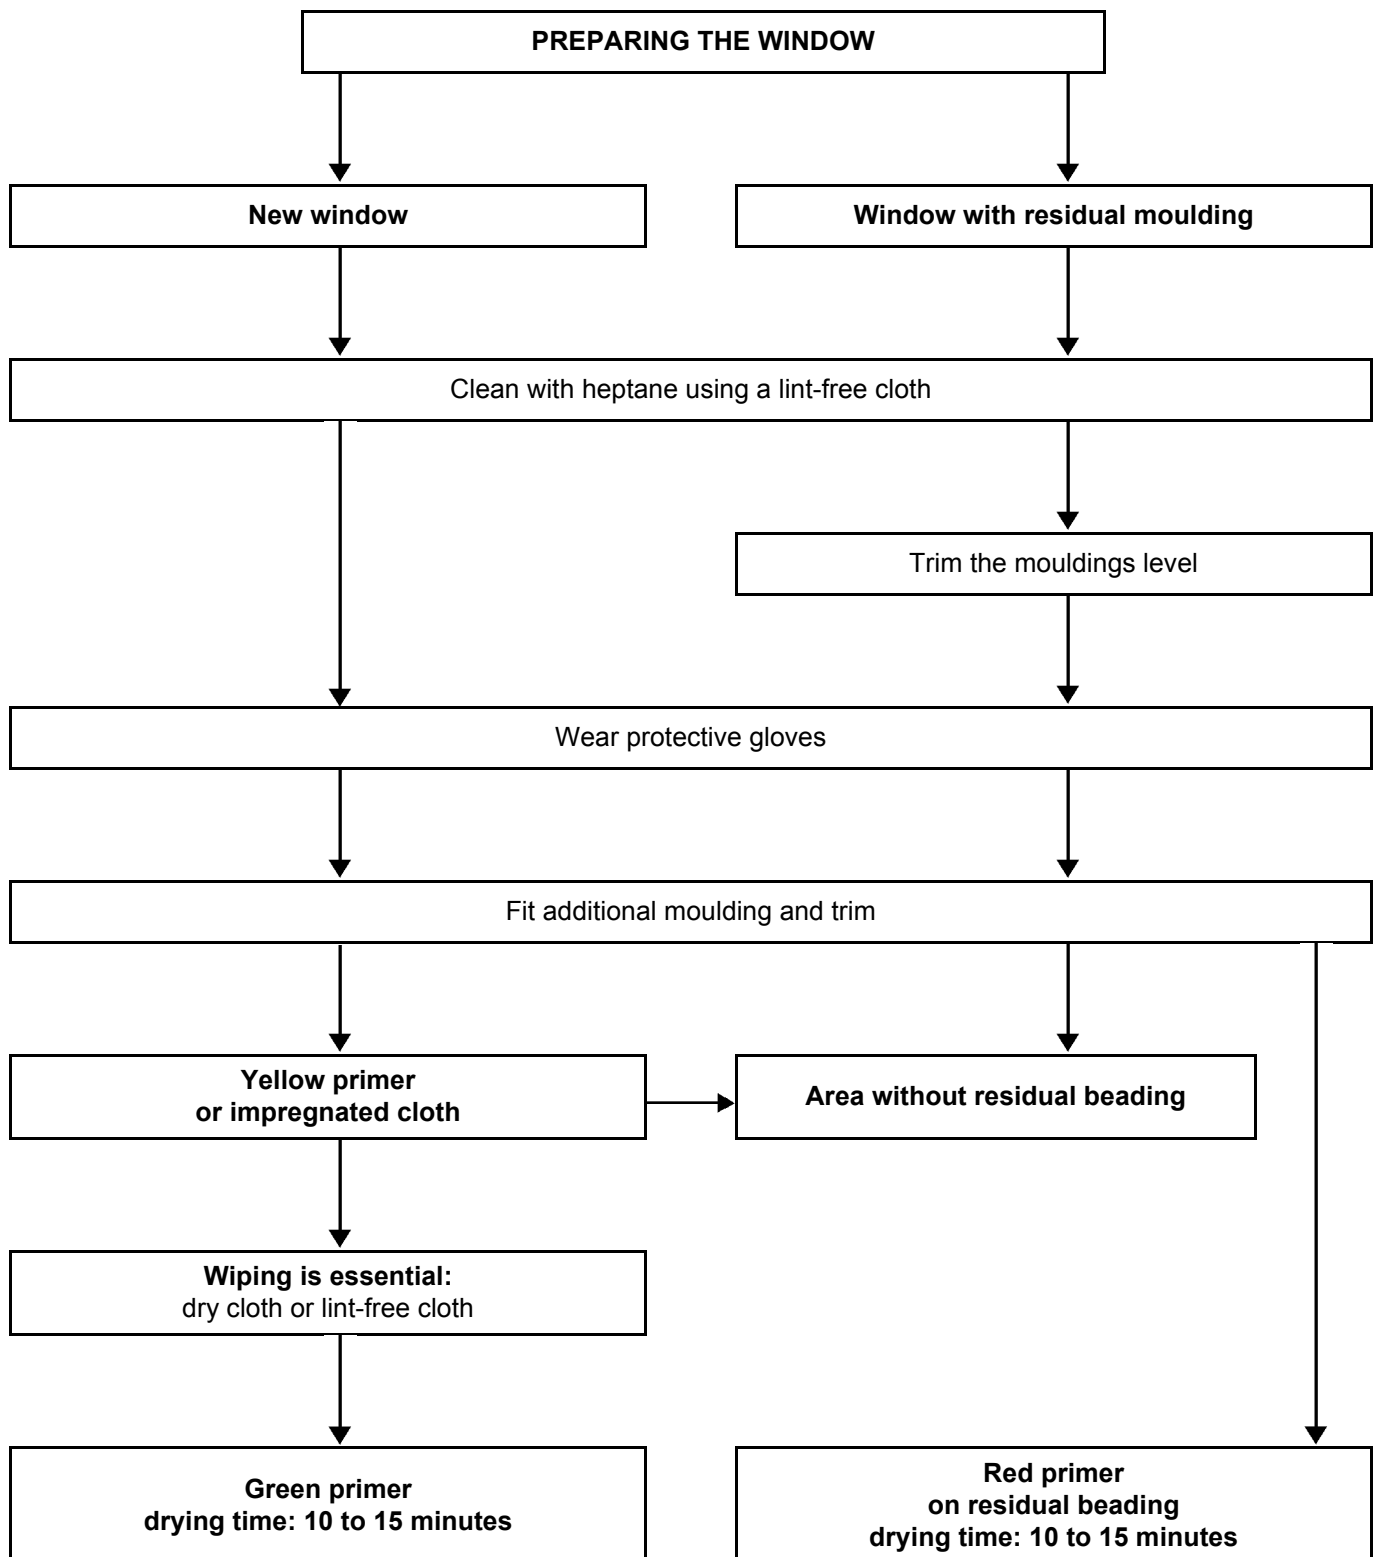 PREPARING THE WINDOW
New window
Window with residual moulding
Clean with heptane using a lint-free cloth
Trim the mouldings level
Wear protective gloves
Fit additional moulding and trim
Yellow primer
or impregnated cloth
Area without residual beading
Wiping is essential:
dry cloth or lint-free cloth
Green primer
drying time: 10 to 15 minutes
Red primer
on residual beading
drying time: 10 to 15 minutes